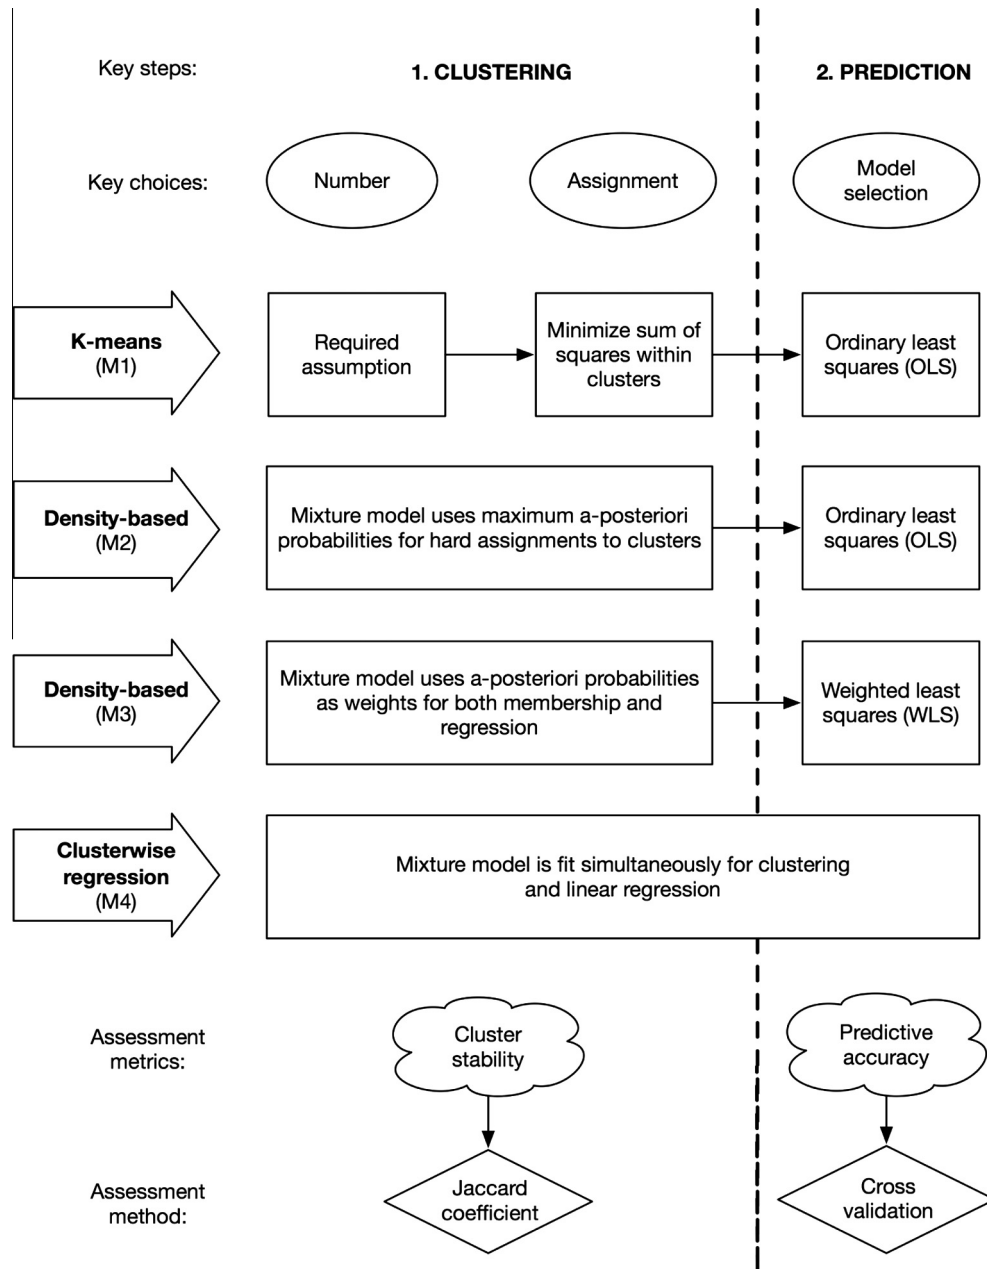 Key steps:
1. CLUSTERING
2. PREDICTION
Key choices:
Number
Assignment
Model
selection
K-means
(M1)
Required
assumption
Minimize sum of
squares within
clusters
Ordinary least
squares (OLS)
Density-based
(M2)
Mixture model uses maximum a-posteriori
probabilities for hard assignments to clusters
Ordinary least
squares (OLS)
Density-based
(M3)
Mixture model uses a-posteriori probabilities
as weights for both membership and
regression
Weighted least
squares (WLS)
Clusterwise
regression
(M4)
Mixture model is fit simultaneously for clustering
and linear regression
Assessment
metrics:
Cluster
stability
Predictive
accuracy
Assessment
method:
Jaccard
coefficient
Cross
validation